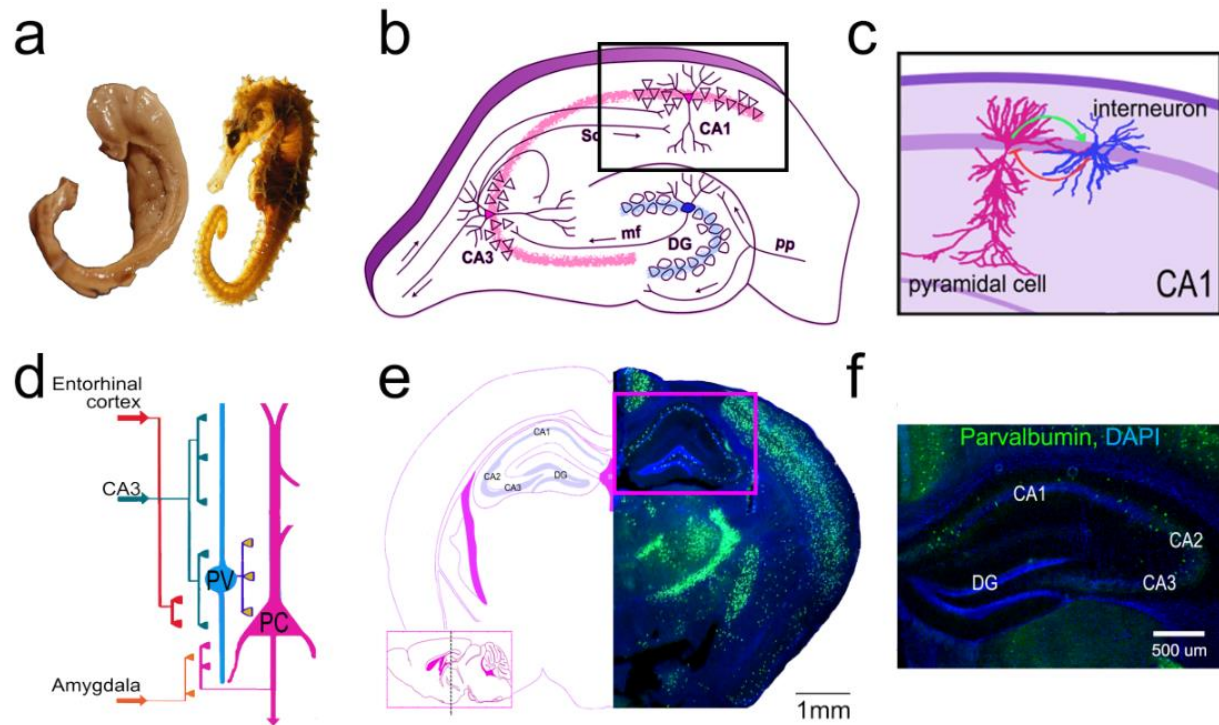 a
b
c
Sc
CA1
mf
CA3
DG
pp
interneuron
pyramidal cell
CA1
d
e
f
Entorhinal
cortex
CA3
PV
PC
Amygdala
CA1
CA2
CA3
DG
1mm
Parvalbumin, DAPI
CA1
CA2
DG
CA3
500 um